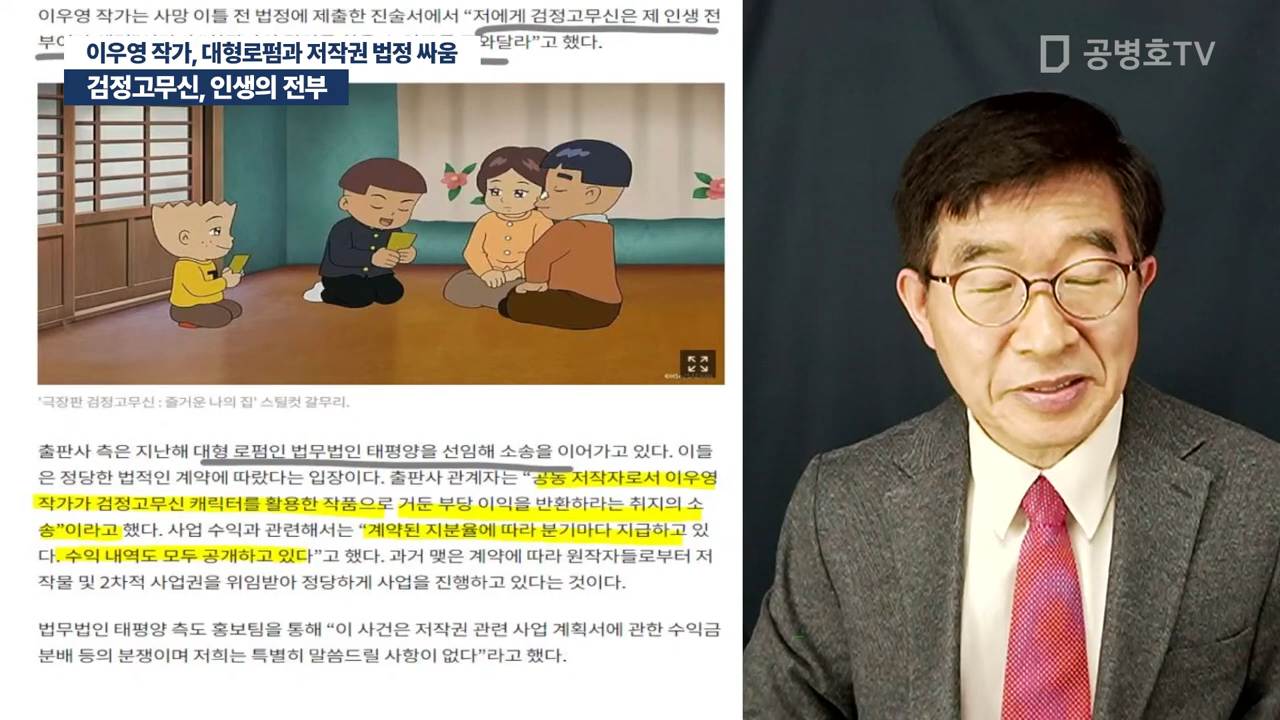 이우영 작가는 사망 이틀 전 법정에 제출한 진술서에서 “저에게 검정고무신은 제 인생 전
와달라”고 했다.
이우영 작가, 대형로펌과 저작권 법정 싸움
검정고무신, 인생의 전부
공병호TV
'극장판 검정고무신 : 즐거운 나의 집' 스틸컷 갈무리.
출판사 측은 지난해 대형 로펌인 법무법인 태평양을 선임해 소송을 이어가고 있다. 이들
은 정당한 법적인 계약에 따랐다는 입장이다. 출판사 관계자는 “공동 저작자로서 이우영
작가가 검정고무신 캐릭터를 활용한 작품으로 거둔 부당 이익을 반환하라는 취지의 소
송”이라고 했다. 사업 수익과 관련해서는 “계약된 지분율에 따라 분기마다 지급하고 있
다. 수익 내역도 모두 공개하고 있다”고 했다. 과거 맺은 계약에 따라 원작자들로부터 저
작물 및 2차적 사업권을 위임받아 정당하게 사업을 진행하고 있다는 것이다.
법무법인 태평양 측도 홍보팀을 통해 “이 사건은 저작권 관련 사업 계획서에 관한 수익금
분배 등의 분쟁이며 저희는 특별히 말씀드릴 사항이 없다”라고 했다.